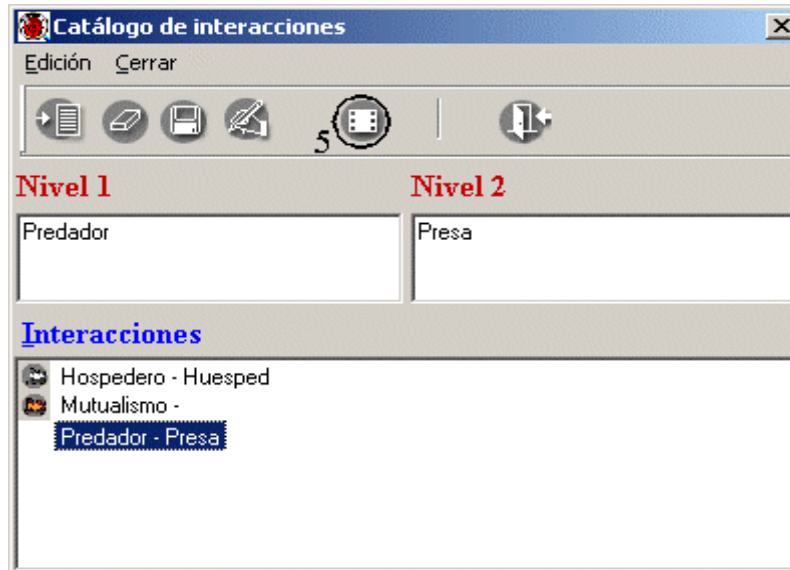 Catálogo de interacciones
Edición Cerrar
5
Nivel 1 Nivel 2
Predador Presa
Interacciones
Hospedero - Huesped
Mutualismo -
Predador - Presa